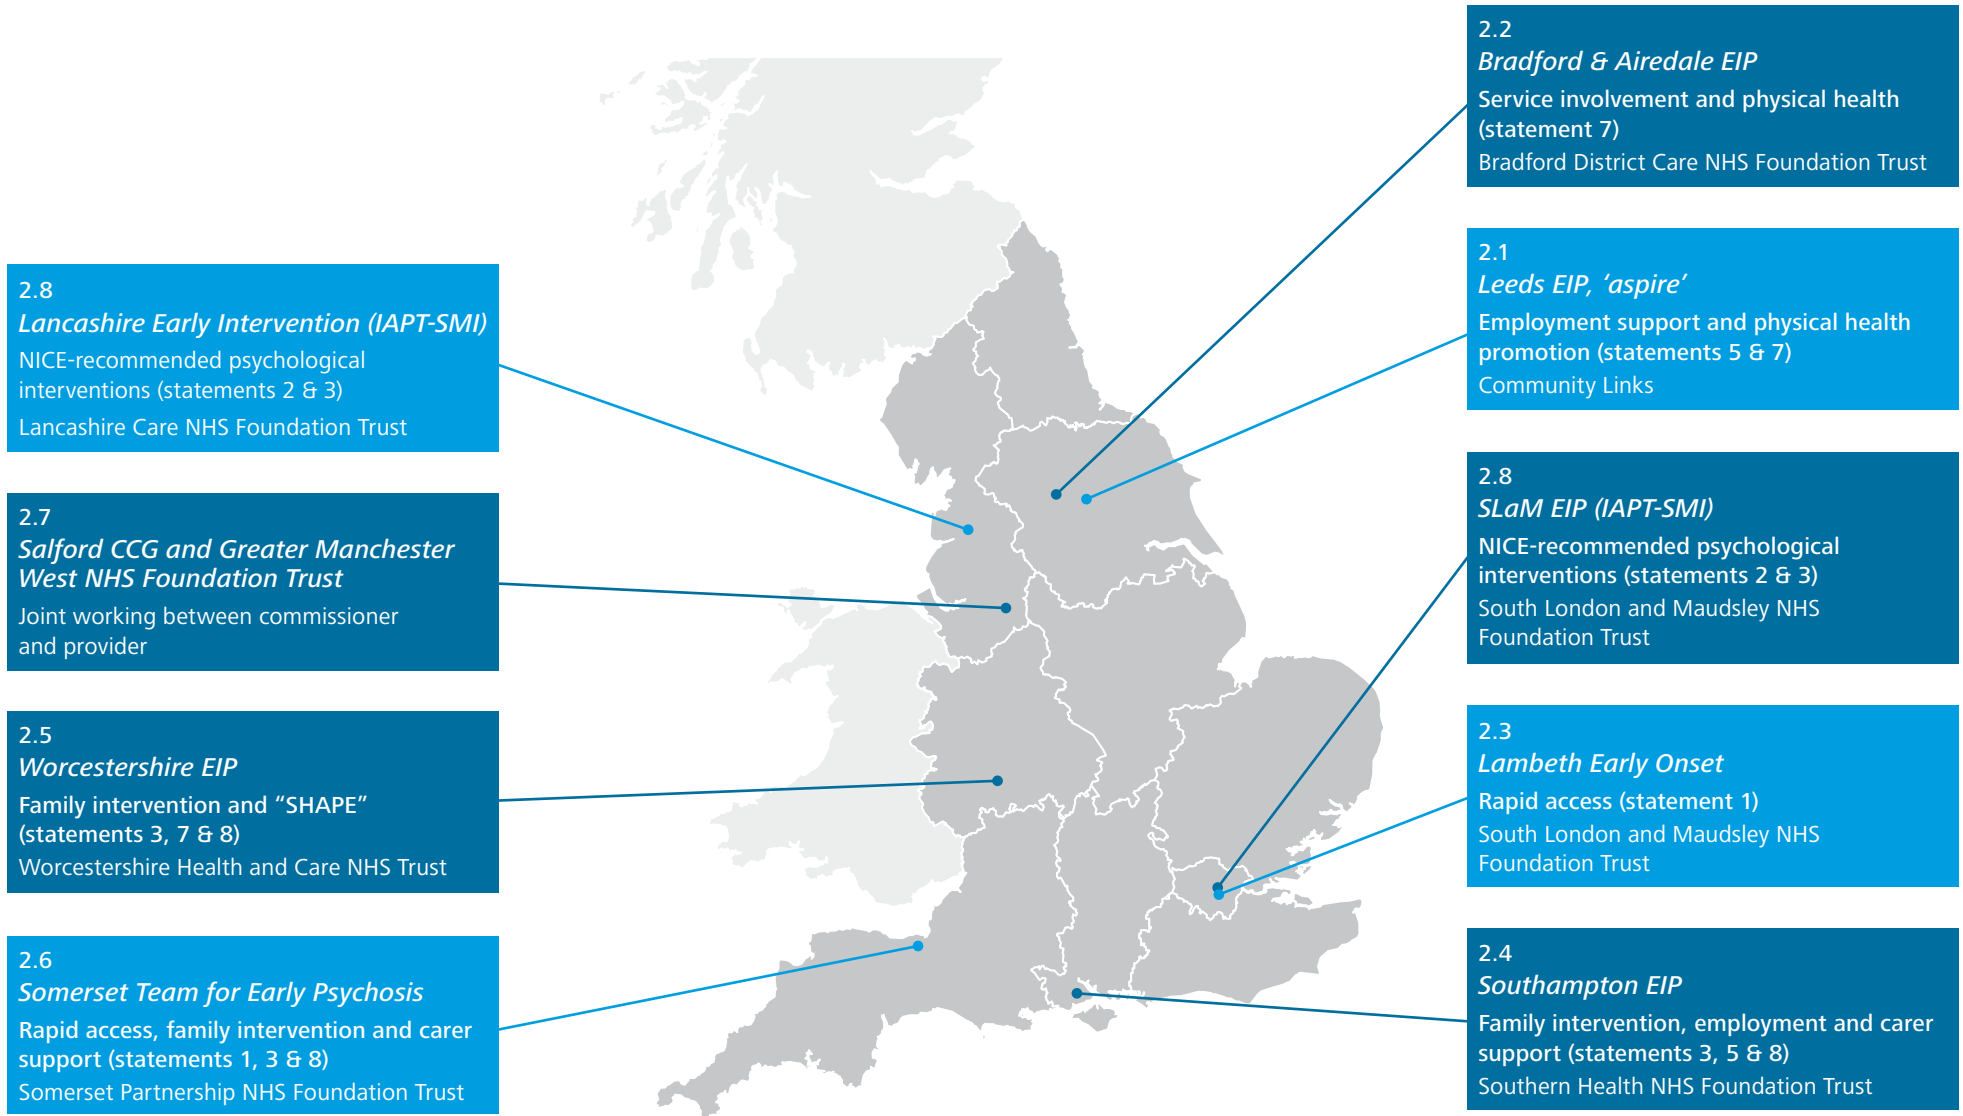 2.8
Lancashire Early Intervention (IAPT-SMI)
NICE-recommended psychological
interventions (statements 2 & 3)
Lancashire Care NHS Foundation Trust
2.7
Salford CCG and Greater Manchester
West NHS Foundation Trust
Joint working between commissioner
and provider
2.5
Worcestershire EIP
Family intervention and “SHAPE”
(statements 3, 7 & 8)
Worcestershire Health and Care NHS Trust
2.6
Somerset Team for Early Psychosis
Rapid access, family intervention and carer
support (statements 1, 3 & 8)
Somerset Partnership NHS Foundation Trust
2.2
Bradford & Airedale EIP
Service involvement and physical health
(statement 7)
Bradford District Care NHS Foundation Trust
2.1
Leeds EIP, ‘aspire’
Employment support and physical health
promotion (statements 5 & 7)
Community Links
2.8
SLaM EIP (IAPT-SMI)
NICE-recommended psychological
interventions (statements 2 & 3)
South London and Maudsley NHS
Foundation Trust
2.3
Lambeth Early Onset
Rapid access (statement 1)
South London and Maudsley NHS
Foundation Trust
2.4
Southampton EIP
Family intervention, employment and carer
support (statements 3, 5 & 8)
Southern Health NHS Foundation Trust